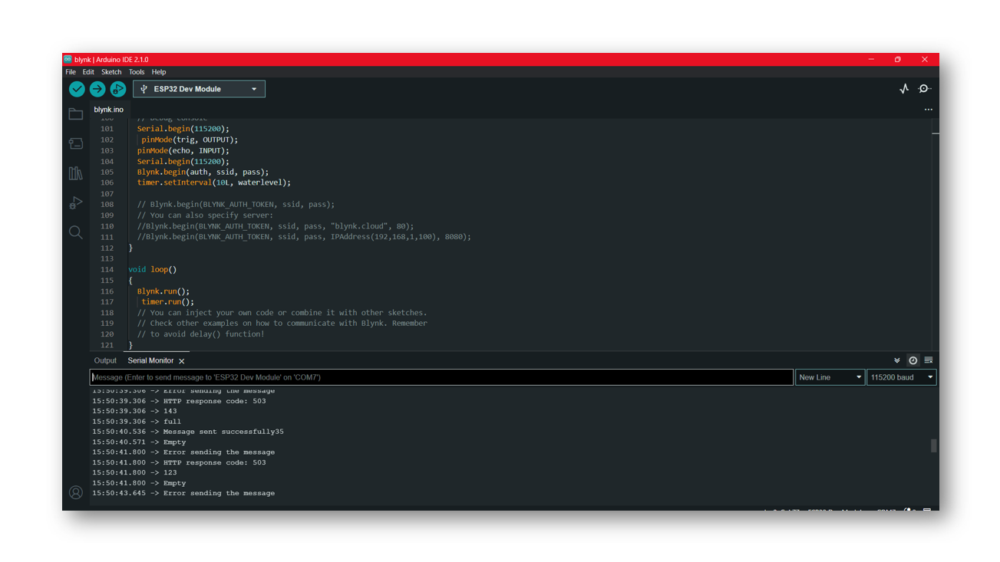 blynk | Arduino IDE 2.1.0
File Edit Sketch Tools Help
ESP32 Dev Module
blynk.ino
100 // Debug console
101 Serial.begin(115200);
102 pinMode(trig, OUTPUT);
103 pinMode(echo, INPUT);
104 Serial.begin(115200);
105 Blynk.begin(auth, ssid, pass);
106 timer.setInterval(10L, waterlevel);
107
108 // Blynk.begin(BLYNK_AUTH_TOKEN, ssid, pass);
109 // You can also specify server:
110 //Blynk.begin(BLYNK_AUTH_TOKEN, ssid, pass, "blynk.cloud", 80);
111 //Blynk.begin(BLYNK_AUTH_TOKEN, ssid, pass, IPAddress(192,168,1,100), 8080);
112 }
113
114 void loop()
115 {
116 Blynk.run();
117 timer.run();
118 // You can inject your own code or combine it with other sketches.
119 // Check other examples on how to communicate with Blynk. Remember
120 // to avoid delay() function!
121 }
Output Serial Monitor
Message (Enter to send message to 'ESP32 Dev Module' on 'COM7') New Line 115200 baud
15:50:39.306 -> Error sending the message
15:50:39.306 -> HTTP response code: 503
15:50:39.306 -> 143
15:50:39.306 -> full
15:50:40.536 -> Message sent successfully35
15:50:40.571 -> Empty
15:50:41.800 -> Error sending the message
15:50:41.800 -> HTTP response code: 503
15:50:41.800 -> 123
15:50:41.800 -> Empty
15:50:43.645 -> Error sending the message